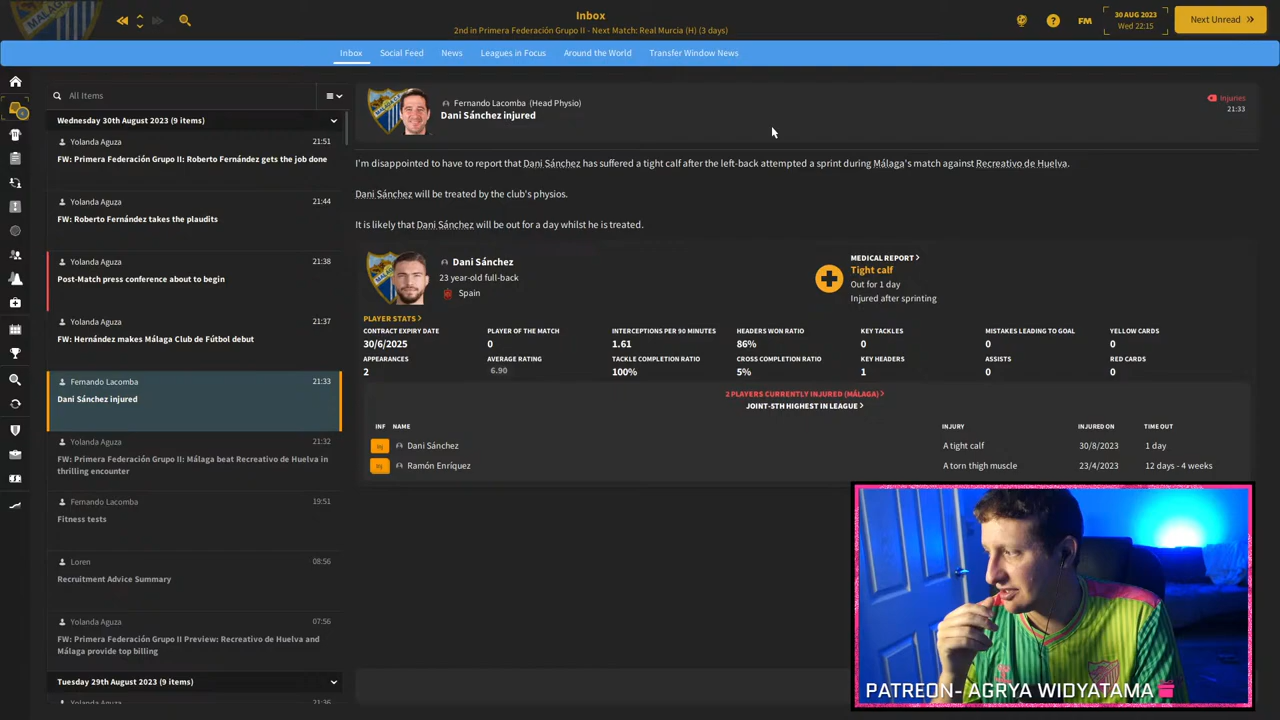 Inbox
2nd in Primera Federación Grupo II - Next Match: Real Murcia (H) (3 days)
FM
30 AUG 2023
Wed 22:15
Next Unread
Inbox
Social Feed
News
Leagues in Focus
Around the World
Transfer Window News
All Items
Wednesday 30th August 2023 (9 items)
Yolanda Aguza 21:51
FW: Primera Federación Grupo II: Roberto Fernández gets the job done
Yolanda Aguza 21:44
FW: Roberto Fernández takes the plaudits
Yolanda Aguza 21:38
Post-Match press conference about to begin
Yolanda Aguza 21:37
FW: Hernández makes Málaga Club de Fútbol debut
Fernando Lacomba 21:33
Dani Sánchez injured
Yolanda Aguza 21:32
FW: Primera Federación Grupo II: Málaga beat Recreativo de Huelva in
thrilling encounter
Fernando Lacomba 19:51
Fitness tests
Loren 08:56
Recruitment Advice Summary
Yolanda Aguza 07:56
FW: Primera Federación Grupo II Preview: Recreativo de Huelva and
Málaga provide top billing
Tuesday 29th August 2023 (9 items)
Yolanda Aguza 21:36
Fernando Lacomba (Head Physio)
Dani Sánchez injured
Injuries
21:33
I'm disappointed to have to report that Dani Sánchez has suffered a tight calf after the left-back attempted a sprint during Málaga's match against Recreativo de Huelva.
Dani Sánchez will be treated by the club's physios.
It is likely that Dani Sánchez will be out for a day whilst he is treated.
Dani Sánchez
23 year-old full-back
Spain
MEDICAL REPORT
Tight calf
Out for 1 day
Injured after sprinting
PLAYER STATS
CONTRACT EXPIRY DATE PLAYER OF THE MATCH INTERCEPTIONS PER 90 MINUTES HEADERS WON RATIO KEY TACKLES MISTAKES LEADING TO GOAL YELLOW CARDS
30/6/2025 0 1.61 86% 0 0 0
APPEARANCES AVERAGE RATING TACKLE COMPLETION RATIO CROSS COMPLETION RATIO KEY HEADERS ASSISTS RED CARDS
2 6.90 100% 5% 1 0 0
2 PLAYERS CURRENTLY INJURED (MÁLAGA)
JOINT-5TH HIGHEST IN LEAGUE
INF NAME INJURY INJURED ON TIME OUT
Inj Dani Sánchez A tight calf 30/8/2023 1 day
Inj Ramón Enríquez A torn thigh muscle 23/4/2023 12 days - 4 weeks
PATREON- AGRYA WIDYATAMA